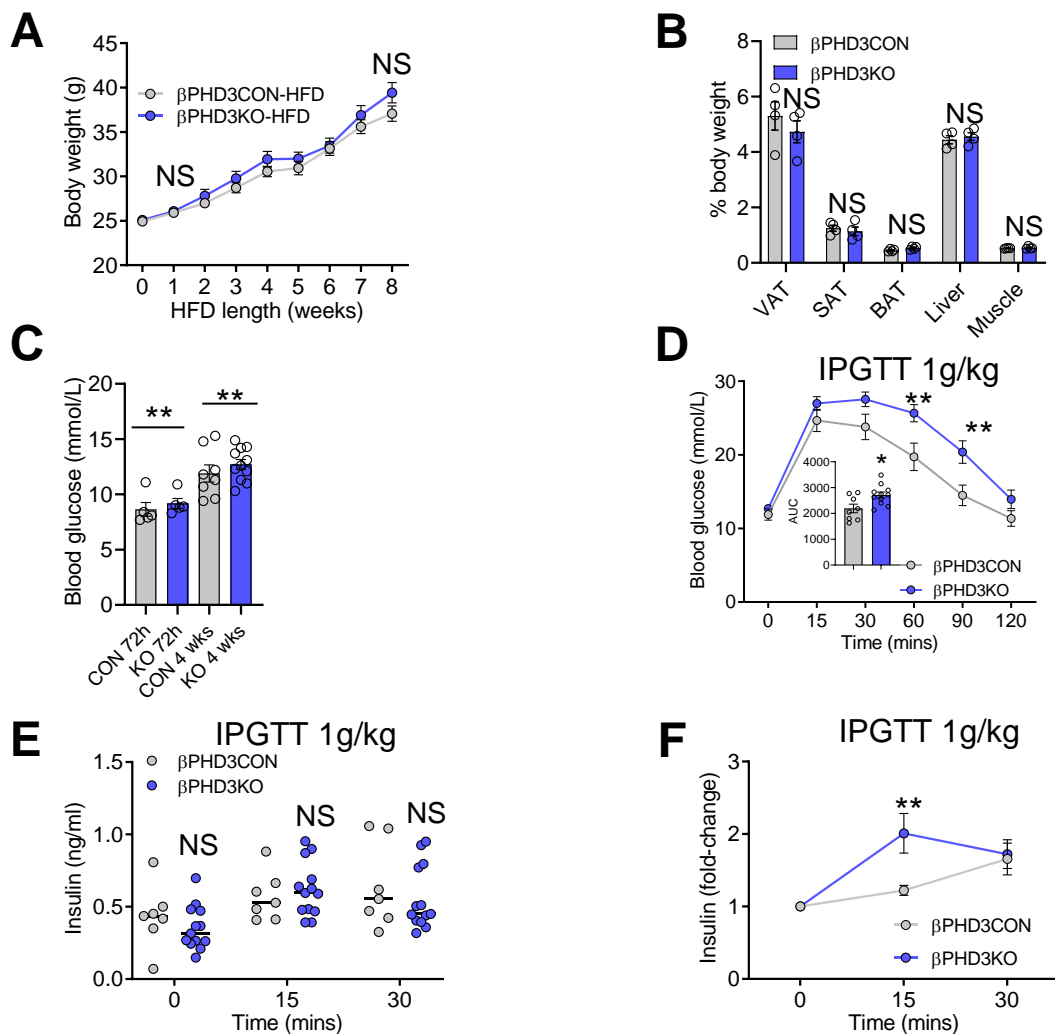 A
Body weight (g)
45
40
35
30
25
20
βPHD3CON-HFD
βPHD3KO-HFD
NS
NS
0 1 2 3 4 5 6 7 8
HFD length (weeks)
B
% body weight
8
6
4
2
0
βPHD3CON
βPHD3KO
NS
NS
NS
NS
NS
VAT
SAT
BAT
Liver
Muscle
C
Blood glucose (mmol/L)
20
15
10
5
0
**
**
CON 72h
KO 72h
CON 4 wks
KO 4 wks
D
IPGTT 1g/kg
Blood glucose (mmol/L)
30
20
10
0
**
**
AUC
4000
3000
2000
1000
0
*
βPHD3CON
βPHD3KO
0 15 30 60 90 120
Time (mins)
E
IPGTT 1g/kg
Insulin (ng/ml)
1.5
1.0
0.5
0.0
βPHD3CON
βPHD3KO
NS
NS
NS
0 15 30
Time (mins)
F
IPGTT 1g/kg
Insulin (fold-change)
3
2
1
0
**
βPHD3CON
βPHD3KO
0 15 30
Time (mins)